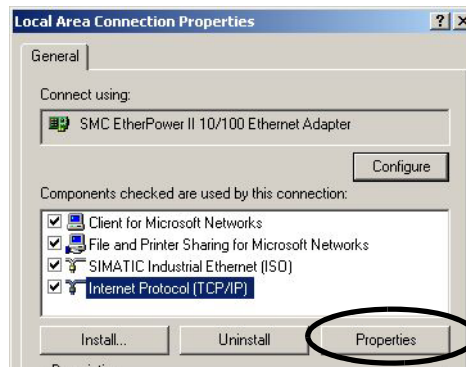 Local Area Connection Properties
General
Connect using:
SMC EtherPower II 10/100 Ethernet Adapter
Configure
Components checked are used by this connection:
Client for Microsoft Networks
File and Printer Sharing for Microsoft Networks
SIMATIC Industrial Ethernet (ISO)
Internet Protocol (TCP/IP)
Install... Uninstall Properties